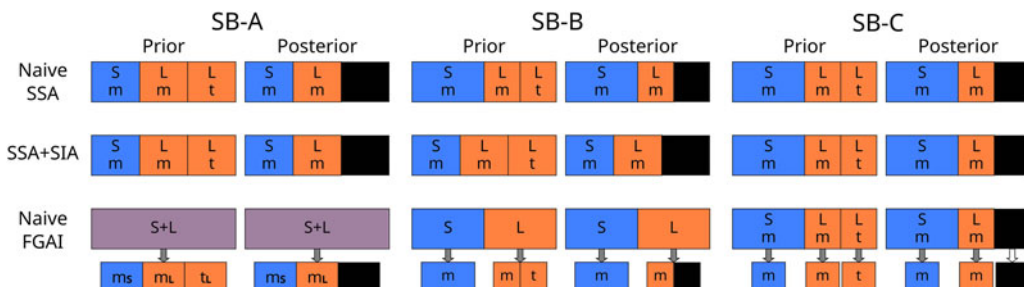 SB-A SB-B SB-C
Prior Posterior Prior Posterior Prior Posterior
Naive SSA
S L L S L S L L S L S L L S L
m m t m m m m t m m m m t m m
SSA+SIA
S L L S L S L L S L S L L S L
m m t m m m m t m m m m t m m
Naive FGAI
S+L S+L S L S L S L L S L
m m t m m
mS mL tL mS mL m m t m m m m t m m